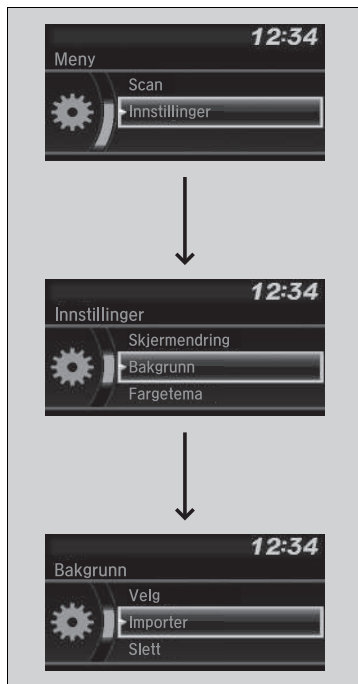 12:34
Meny
Scan
Innstillinger
12:34
Innstillinger
Skjermendring
Bakgrunn
Fargetema
12:34
Bakgrunn
Velg
Importer
Slett